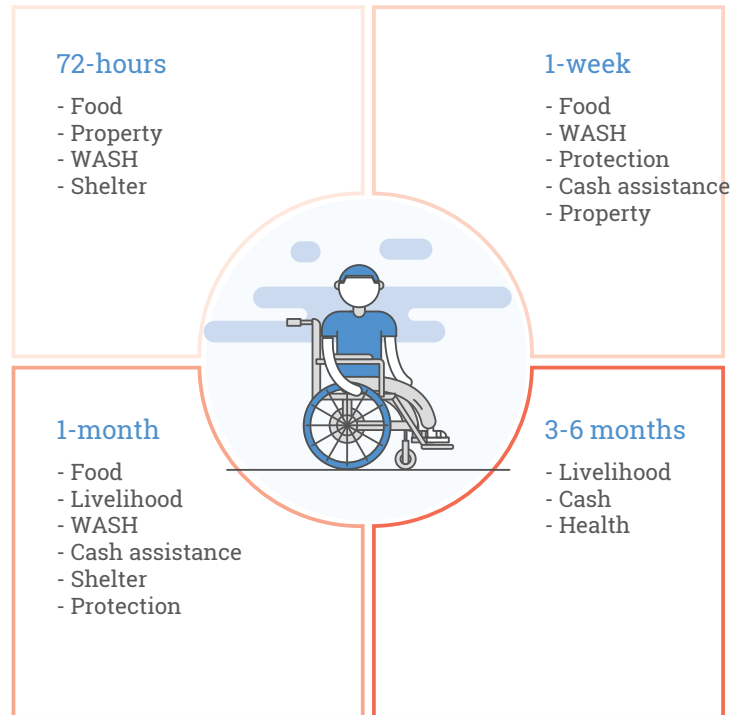 72-hours
- Food
- Property
- WASH
- Shelter
1-week
- Food
- WASH
- Protection
- Cash assistance
- Property
1-month
- Food
- Livelihood
- WASH
- Cash assistance
- Shelter
- Protection
3-6 months
- Livelihood
- Cash
- Health